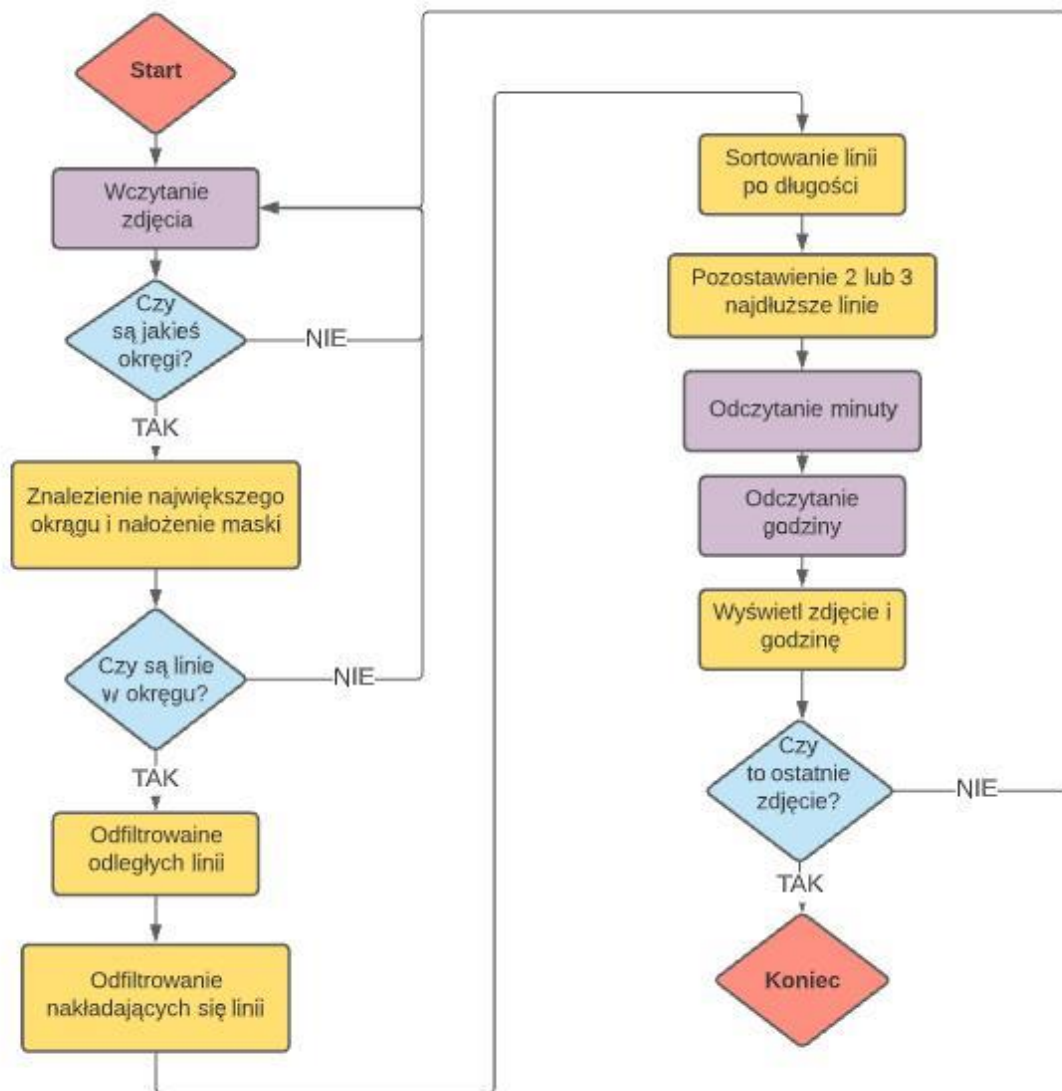 Start
Wczytanie
zdjęcia
Czy
są jakieś
okręgi?
NIE
TAK
Znalezienie największego
okrągu i nałożenie maski
Czy są linie
w okręgu?
NIE
TAK
Odfiltrowaine
odległych linii
Odfiltrowanie
nakładających się linii
Sortowanie linii
po długości
Pozostawienie 2 lub 3
najdłuższe linie
Odczytanie minuty
Odczytanie
godziny
Wyświetl zdjęcie i
godzinę
Czy
to ostatnie
zdjęcie?
NIE
TAK
Koniec